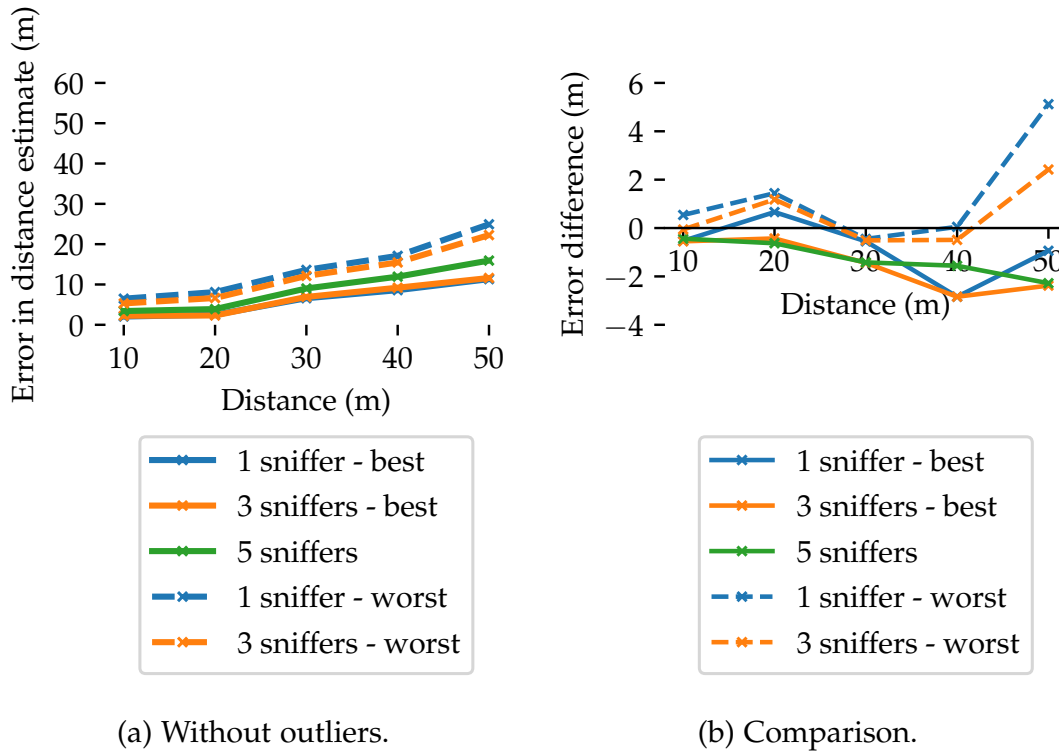 Error in distance estimate (m)
60
50
40
30
20
10
0
10 20 30 40 50
Distance (m)
1 sniffer - best
3 sniffers - best
5 sniffers
1 sniffer - worst
3 sniffers - worst
(a) Without outliers.
Error difference (m)
6
4
2
0
−2
−4
10 20 30 40 50
Distance (m)
1 sniffer - best
3 sniffers - best
5 sniffers
1 sniffer - worst
3 sniffers - worst
(b) Comparison.